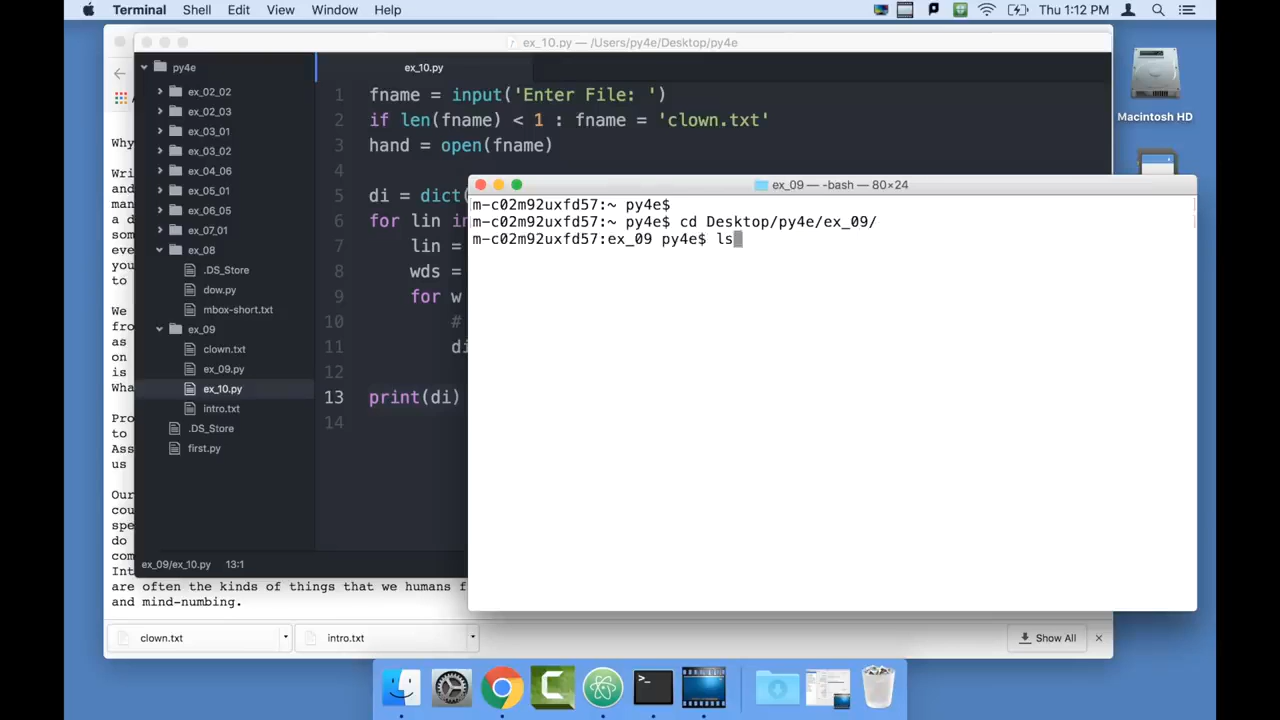 Terminal Shell Edit View Window Help Thu 1:12 PM
ex_10.py — /Users/py4e/Desktop/py4e
py4e
ex_02_02
ex_02_03
ex_03_01
ex_03_02
ex_04_06
ex_05_01
ex_06_05
ex_07_01
ex_08
.DS_Store
dow.py
mbox-short.txt
ex_09
clown.txt
ex_09.py
ex_10.py
intro.txt
.DS_Store
first.py
ex_10.py
1 fname = input('Enter File: ')
2 if len(fname) < 1 : fname = 'clown.txt'
3 hand = open(fname)
4
5 di = dict(
6 for lin in
7 lin =
8 wds =
9 for w
10 #
11 di
12
13 print(di)
14
ex_09/ex_10.py 13:1
ex_09 — -bash — 80×24
m-c02m92uxfd57:~ py4e$
m-c02m92uxfd57:~ py4e$ cd Desktop/py4e/ex_09/
m-c02m92uxfd57:ex_09 py4e$ ls
Macintosh HD
Why
Wri
and
man
a d
som
eve
you
to
We
fro
as
on
is
Wha
Pro
to
Ass
us
Our
cou
spe
do
com
Int
are often the kinds of things that we humans f
and mind-numbing.
clown.txt
intro.txt
Show All